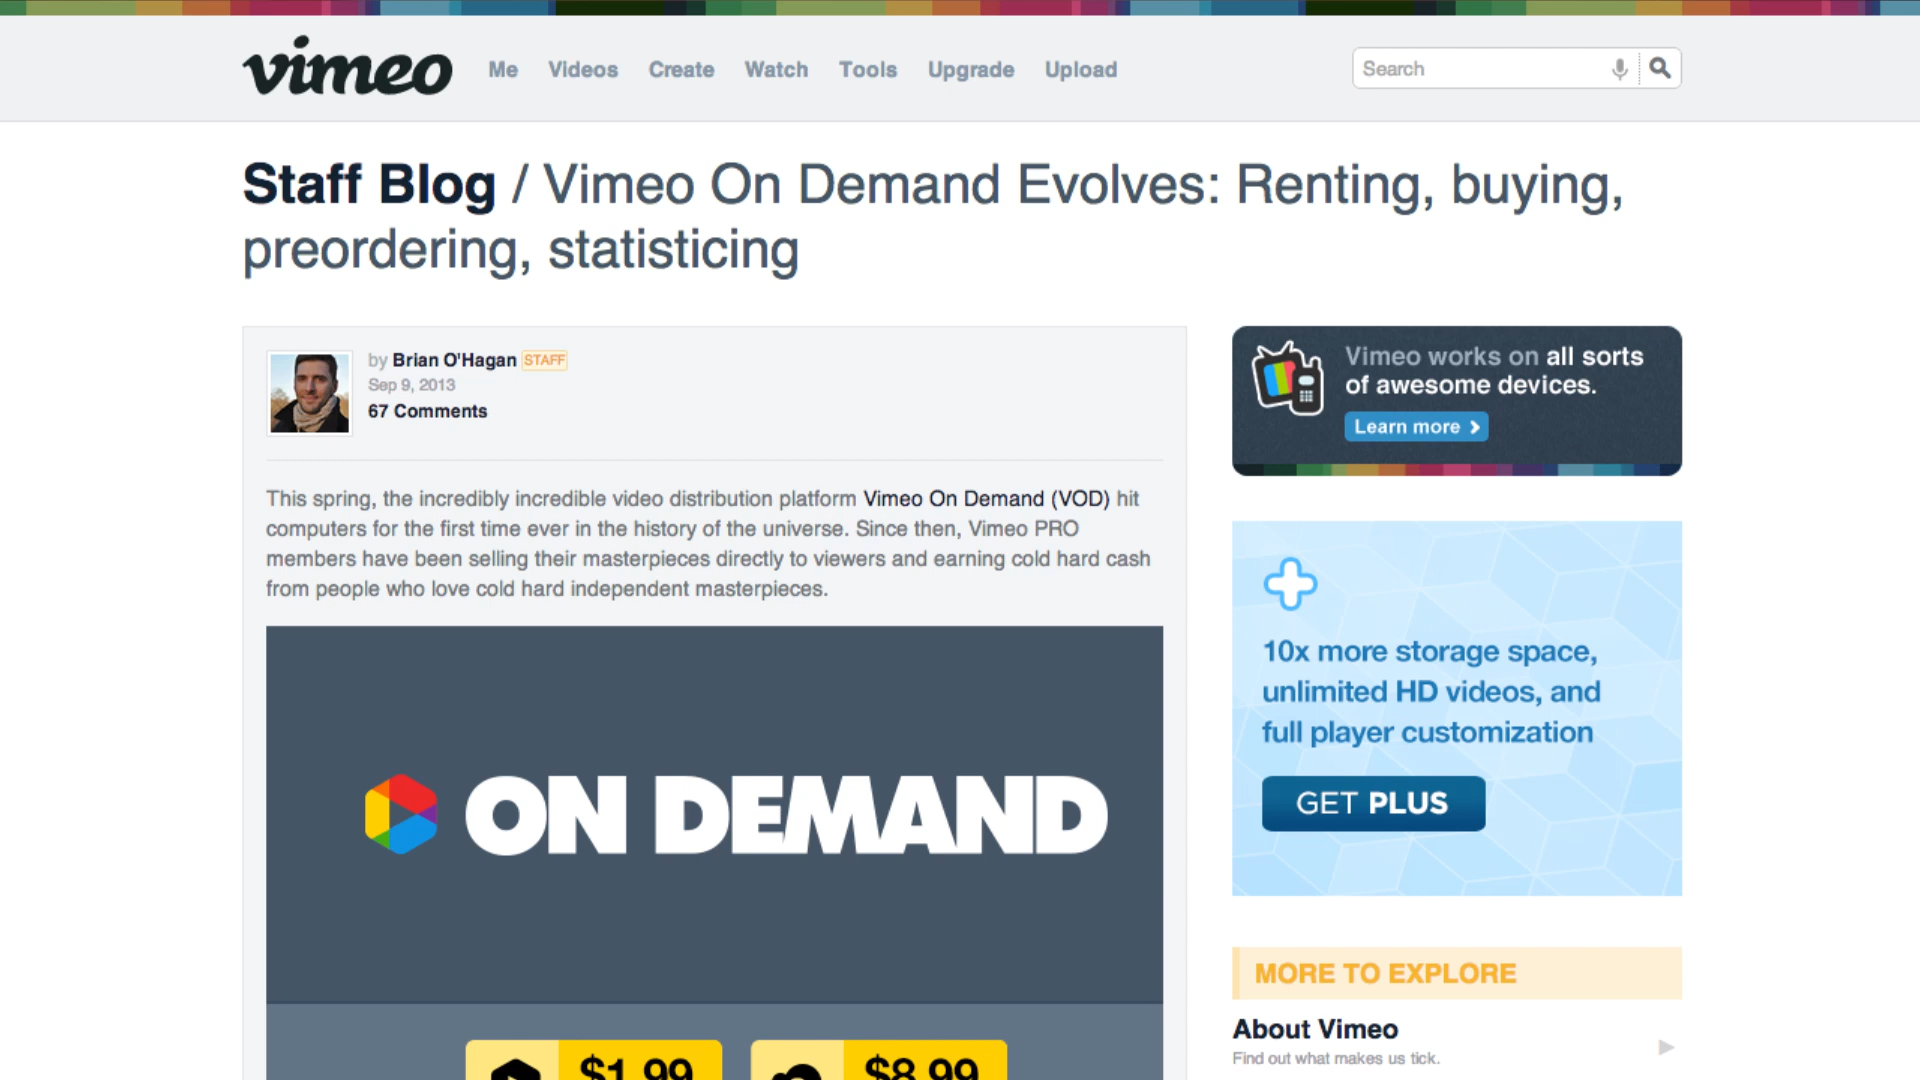 vimeo
Me Videos Create Watch Tools Upgrade Upload
Search
Staff Blog / Vimeo On Demand Evolves: Renting, buying,
preordering, statisticing
by Brian O'Hagan STAFF
Sep 9, 2013
67 Comments
This spring, the incredibly incredible video distribution platform Vimeo On Demand (VOD) hit
computers for the first time ever in the history of the universe. Since then, Vimeo PRO
members have been selling their masterpieces directly to viewers and earning cold hard cash
from people who love cold hard independent masterpieces.
ON DEMAND
$1.99 $8.99
Vimeo works on all sorts
of awesome devices.
Learn more
10x more storage space,
unlimited HD videos, and
full player customization
GET PLUS
MORE TO EXPLORE
About Vimeo
Find out what makes us tick.